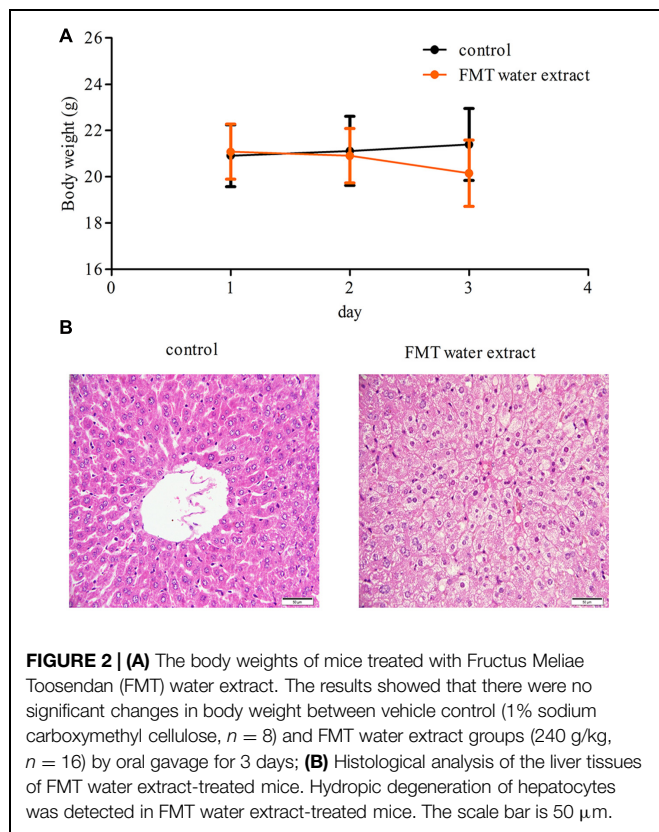 A
26
24
22
20
18
16
Body weight (g)
control
FMT water extract
0 1 2 3 4
day
B
control FMT water extract
50 μm 50 μm
FIGURE 2 | (A) The body weights of mice treated with Fructus Meliae
Toosendan (FMT) water extract. The results showed that there were no
significant changes in body weight between vehicle control (1% sodium
carboxymethyl cellulose, n = 8) and FMT water extract groups (240 g/kg,
n = 16) by oral gavage for 3 days; (B) Histological analysis of the liver tissues
of FMT water extract-treated mice. Hydropic degeneration of hepatocytes
was detected in FMT water extract-treated mice. The scale bar is 50 μm.